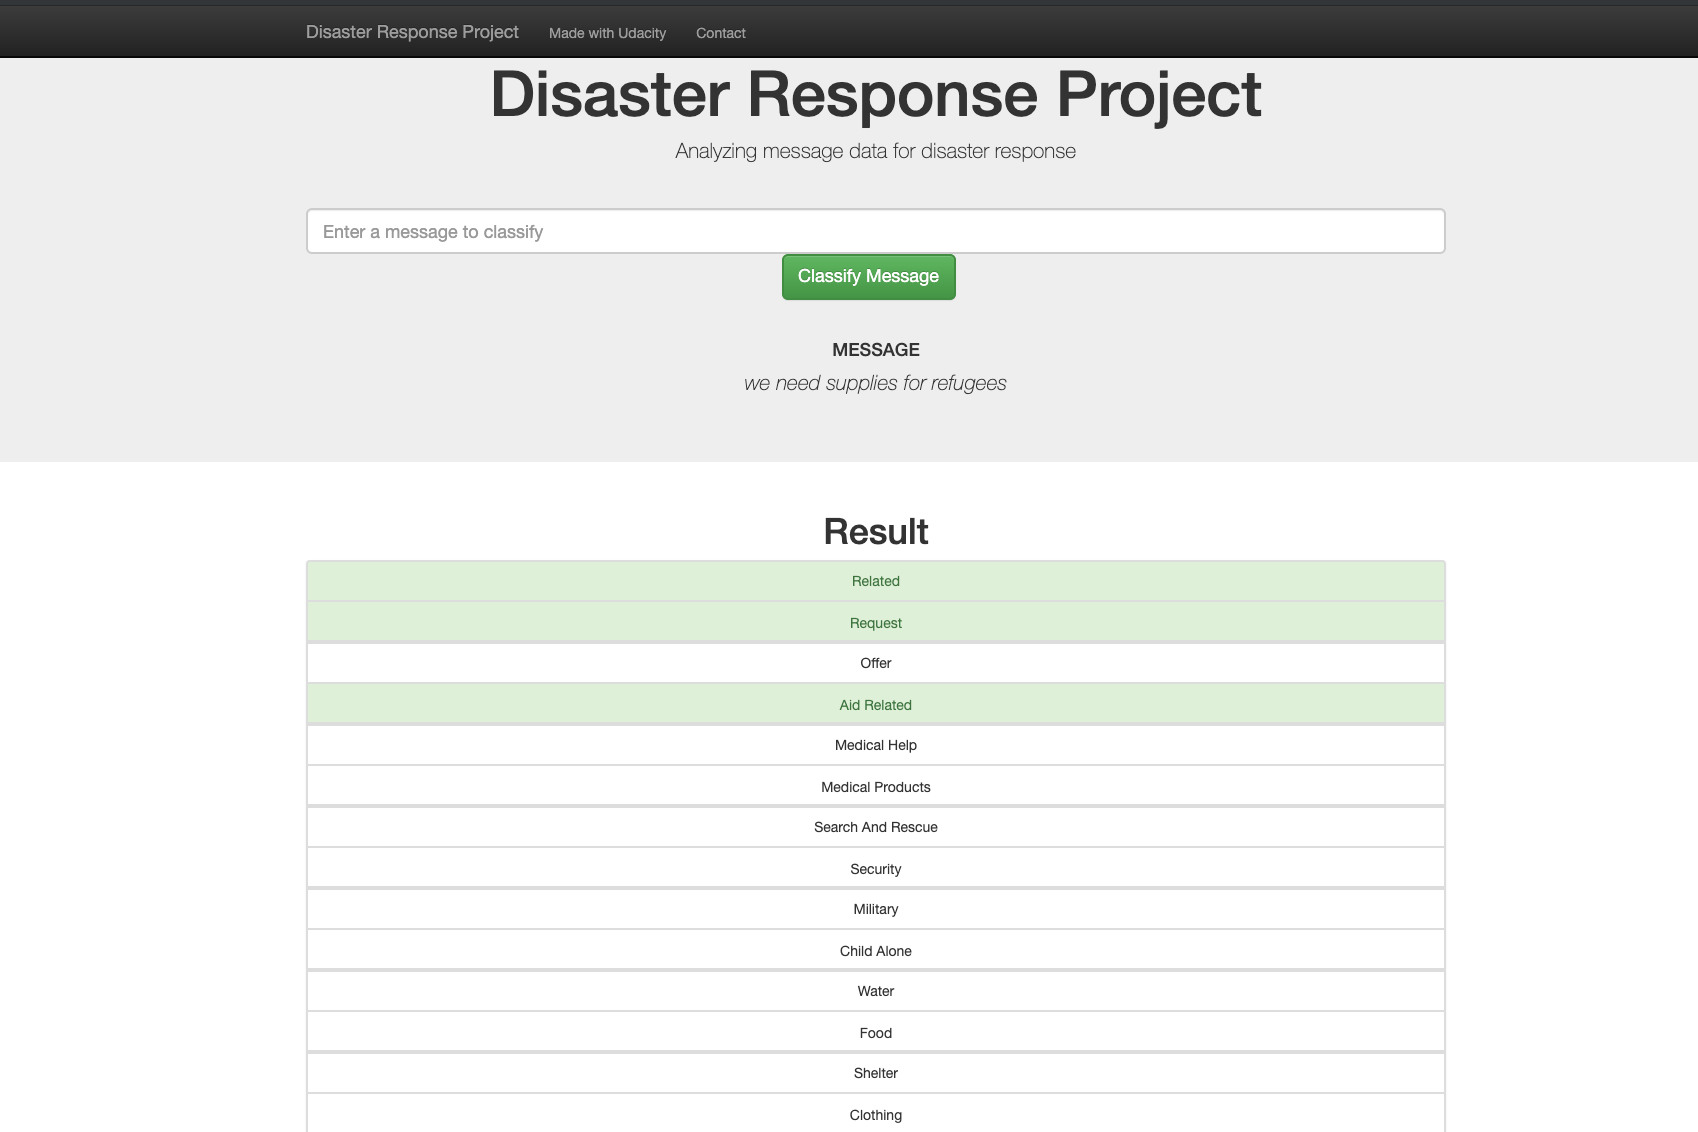 Disaster Response Project Made with Udacity Contact
Disaster Response Project
Analyzing message data for disaster response
Enter a message to classify
Classify Message
MESSAGE
we need supplies for refugees
Result
Related
Request
Offer
Aid Related
Medical Help
Medical Products
Search And Rescue
Security
Military
Child Alone
Water
Food
Shelter
Clothing